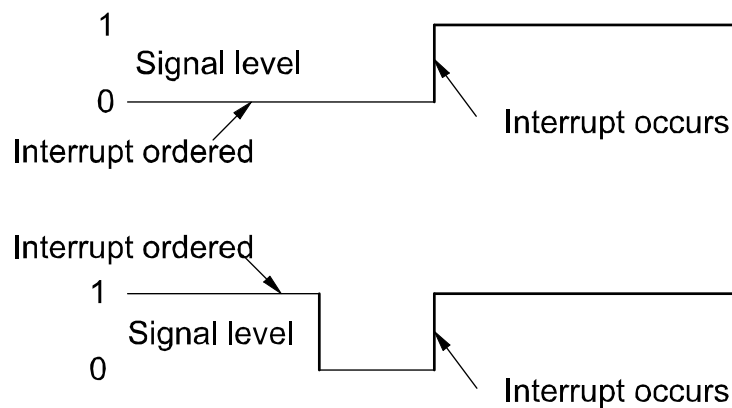 1
Signal level
0
Interrupt ordered
Interrupt occurs
Interrupt ordered
1
Signal level
0
Interrupt occurs